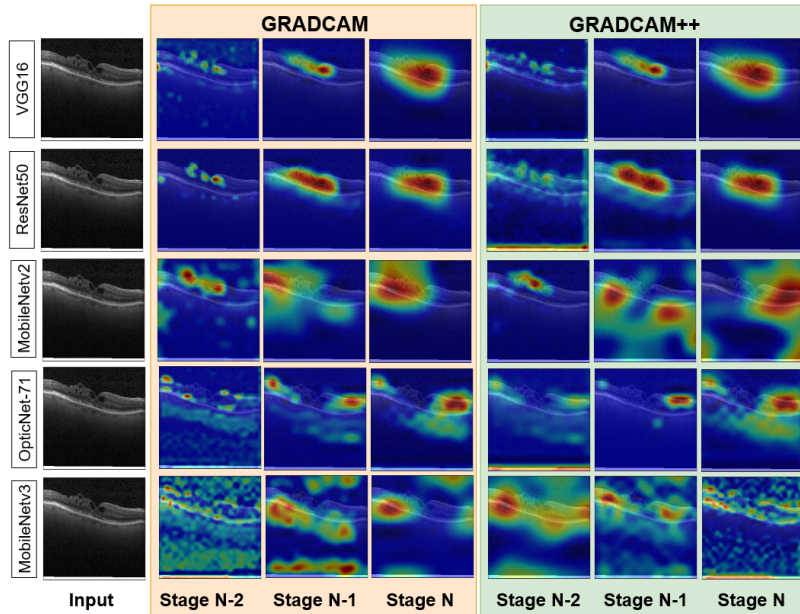 GRADCAM
GRADCAM++
VGG16
ResNet50
MobileNetv2
OpticNet-71
MobileNetv3
Input
Stage N-2
Stage N-1
Stage N
Stage N-2
Stage N-1
Stage N